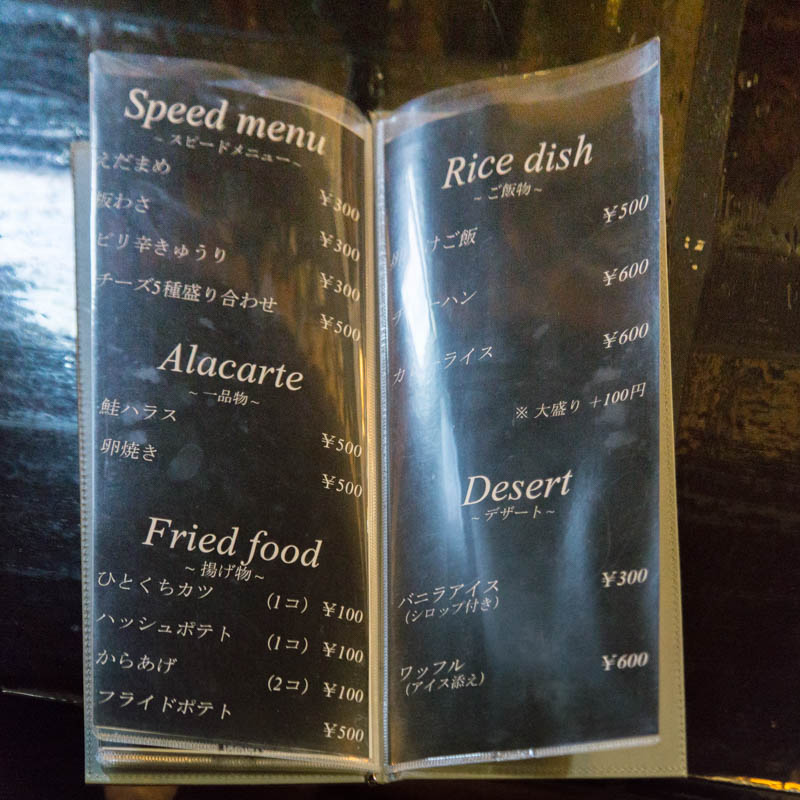 Speed menu
~ スピードメニュー ~
えだまめ ¥300
板わさ ¥300
ピリ辛きゅうり ¥300
チーズ5種盛り合わせ ¥500
Alacarte
~ 一品物 ~
鮭ハラス ¥500
卵焼き ¥500
Fried food
~ 揚げ物 ~
ひとくちカツ (1コ) ¥100
ハッシュポテト (1コ) ¥100
からあげ (2コ) ¥100
フライドポテト ¥500
Rice dish
~ ご飯物 ~
ご飯 ¥500
チャーハン ¥600
カレーライス ¥600
※ 大盛り +100円
Desert
~ デザート ~
バニラアイス ¥300
(シロップ付き)
ワッフル ¥600
(アイス添え)